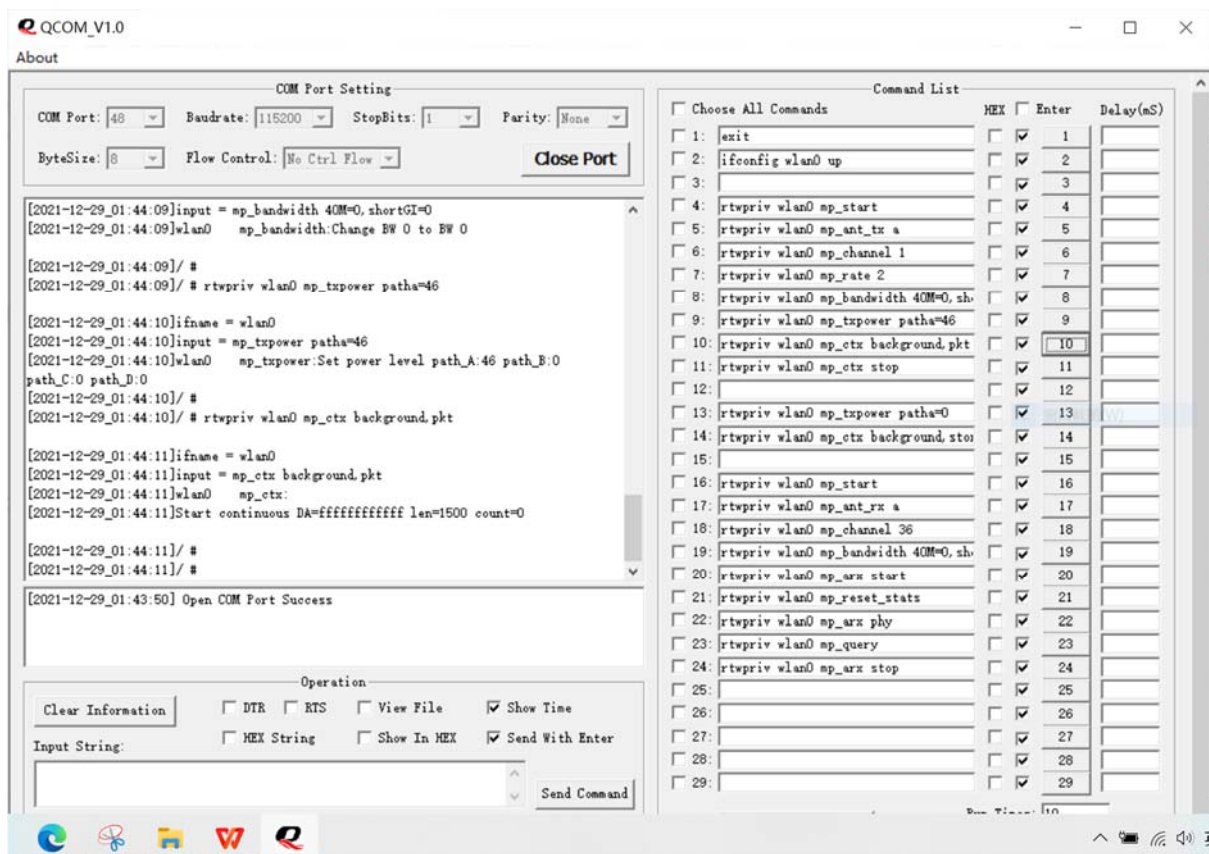 QCOM_V1.0
About
COM Port Setting
COM Port: 48 Baudrate: 115200 StopBits: 1 Parity: None
ByteSize: 8 Flow Control: No Ctrl Flow Close Port
[2021-12-29_01:44:09]input = mp_bandwidth 40M=0,shortGI=0
[2021-12-29_01:44:09]wlan0 mp_bandwidth:Change BW 0 to BW 0
[2021-12-29_01:44:09]/ #
[2021-12-29_01:44:09]/ # rtwpriv wlan0 mp_txpower patha=46
[2021-12-29_01:44:10]ifname = wlan0
[2021-12-29_01:44:10]input = mp_txpower patha=46
[2021-12-29_01:44:10]wlan0 mp_txpower:Set power level path_A:46 path_B:0
path_C:0 path_D:0
[2021-12-29_01:44:10]/ #
[2021-12-29_01:44:10]/ # rtwpriv wlan0 mp_ctx background,pkt
[2021-12-29_01:44:11]ifname = wlan0
[2021-12-29_01:44:11]input = mp_ctx background,pkt
[2021-12-29_01:44:11]wlan0 mp_ctx:
[2021-12-29_01:44:11]Start continuous DA=ffffffffffff len=1500 count=0
[2021-12-29_01:44:11]/ #
[2021-12-29_01:44:11]/ #
[2021-12-29_01:43:50] Open COM Port Success
Operation
Clear Information DTR RTS View File Show Time
HEX String Show In HEX Send With Enter
Input String:
Send Command
Command List
Choose All Commands HEX Enter Delay(mS)
1: exit 1
2: ifconfig wlan0 up 2
3: 3
4: rtwpriv wlan0 mp_start 4
5: rtwpriv wlan0 mp_ant_tx a 5
6: rtwpriv wlan0 mp_channel 1 6
7: rtwpriv wlan0 mp_rate 2 7
8: rtwpriv wlan0 mp_bandwidth 40M=0,sh 8
9: rtwpriv wlan0 mp_txpower patha=46 9
10: rtwpriv wlan0 mp_ctx background,pkt 10
11: rtwpriv wlan0 mp_ctx stop 11
12: 12
13: rtwpriv wlan0 mp_txpower patha=0 13
14: rtwpriv wlan0 mp_ctx background,sto 14
15: 15
16: rtwpriv wlan0 mp_start 16
17: rtwpriv wlan0 mp_ant_rx a 17
18: rtwpriv wlan0 mp_channel 36 18
19: rtwpriv wlan0 mp_bandwidth 40M=0,sh 19
20: rtwpriv wlan0 mp_arx start 20
21: rtwpriv wlan0 mp_reset_stats 21
22: rtwpriv wlan0 mp_arx phy 22
23: rtwpriv wlan0 mp_query 23
24: rtwpriv wlan0 mp_arx stop 24
25: 25
26: 26
27: 27
28: 28
29: 29